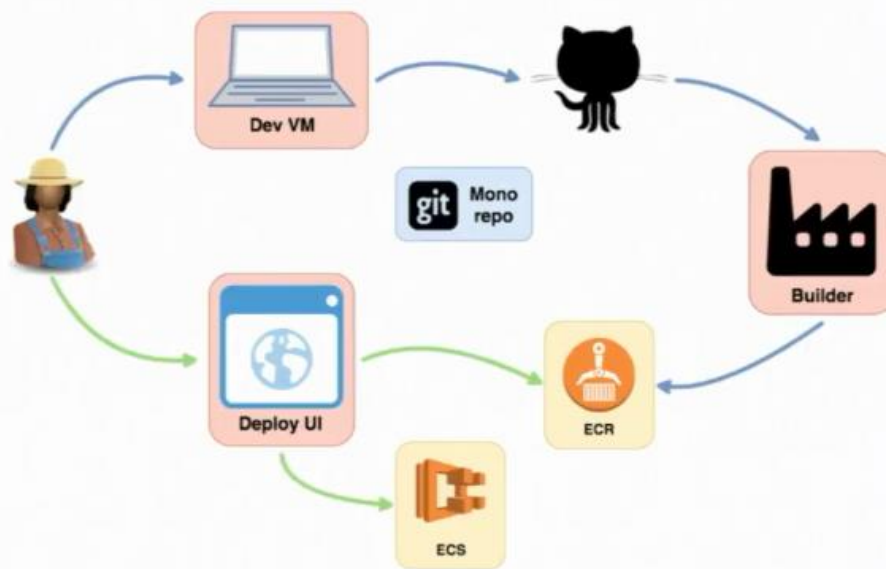 Dev VM
git
Mono
repo
Builder
Deploy UI
ECR
ECS